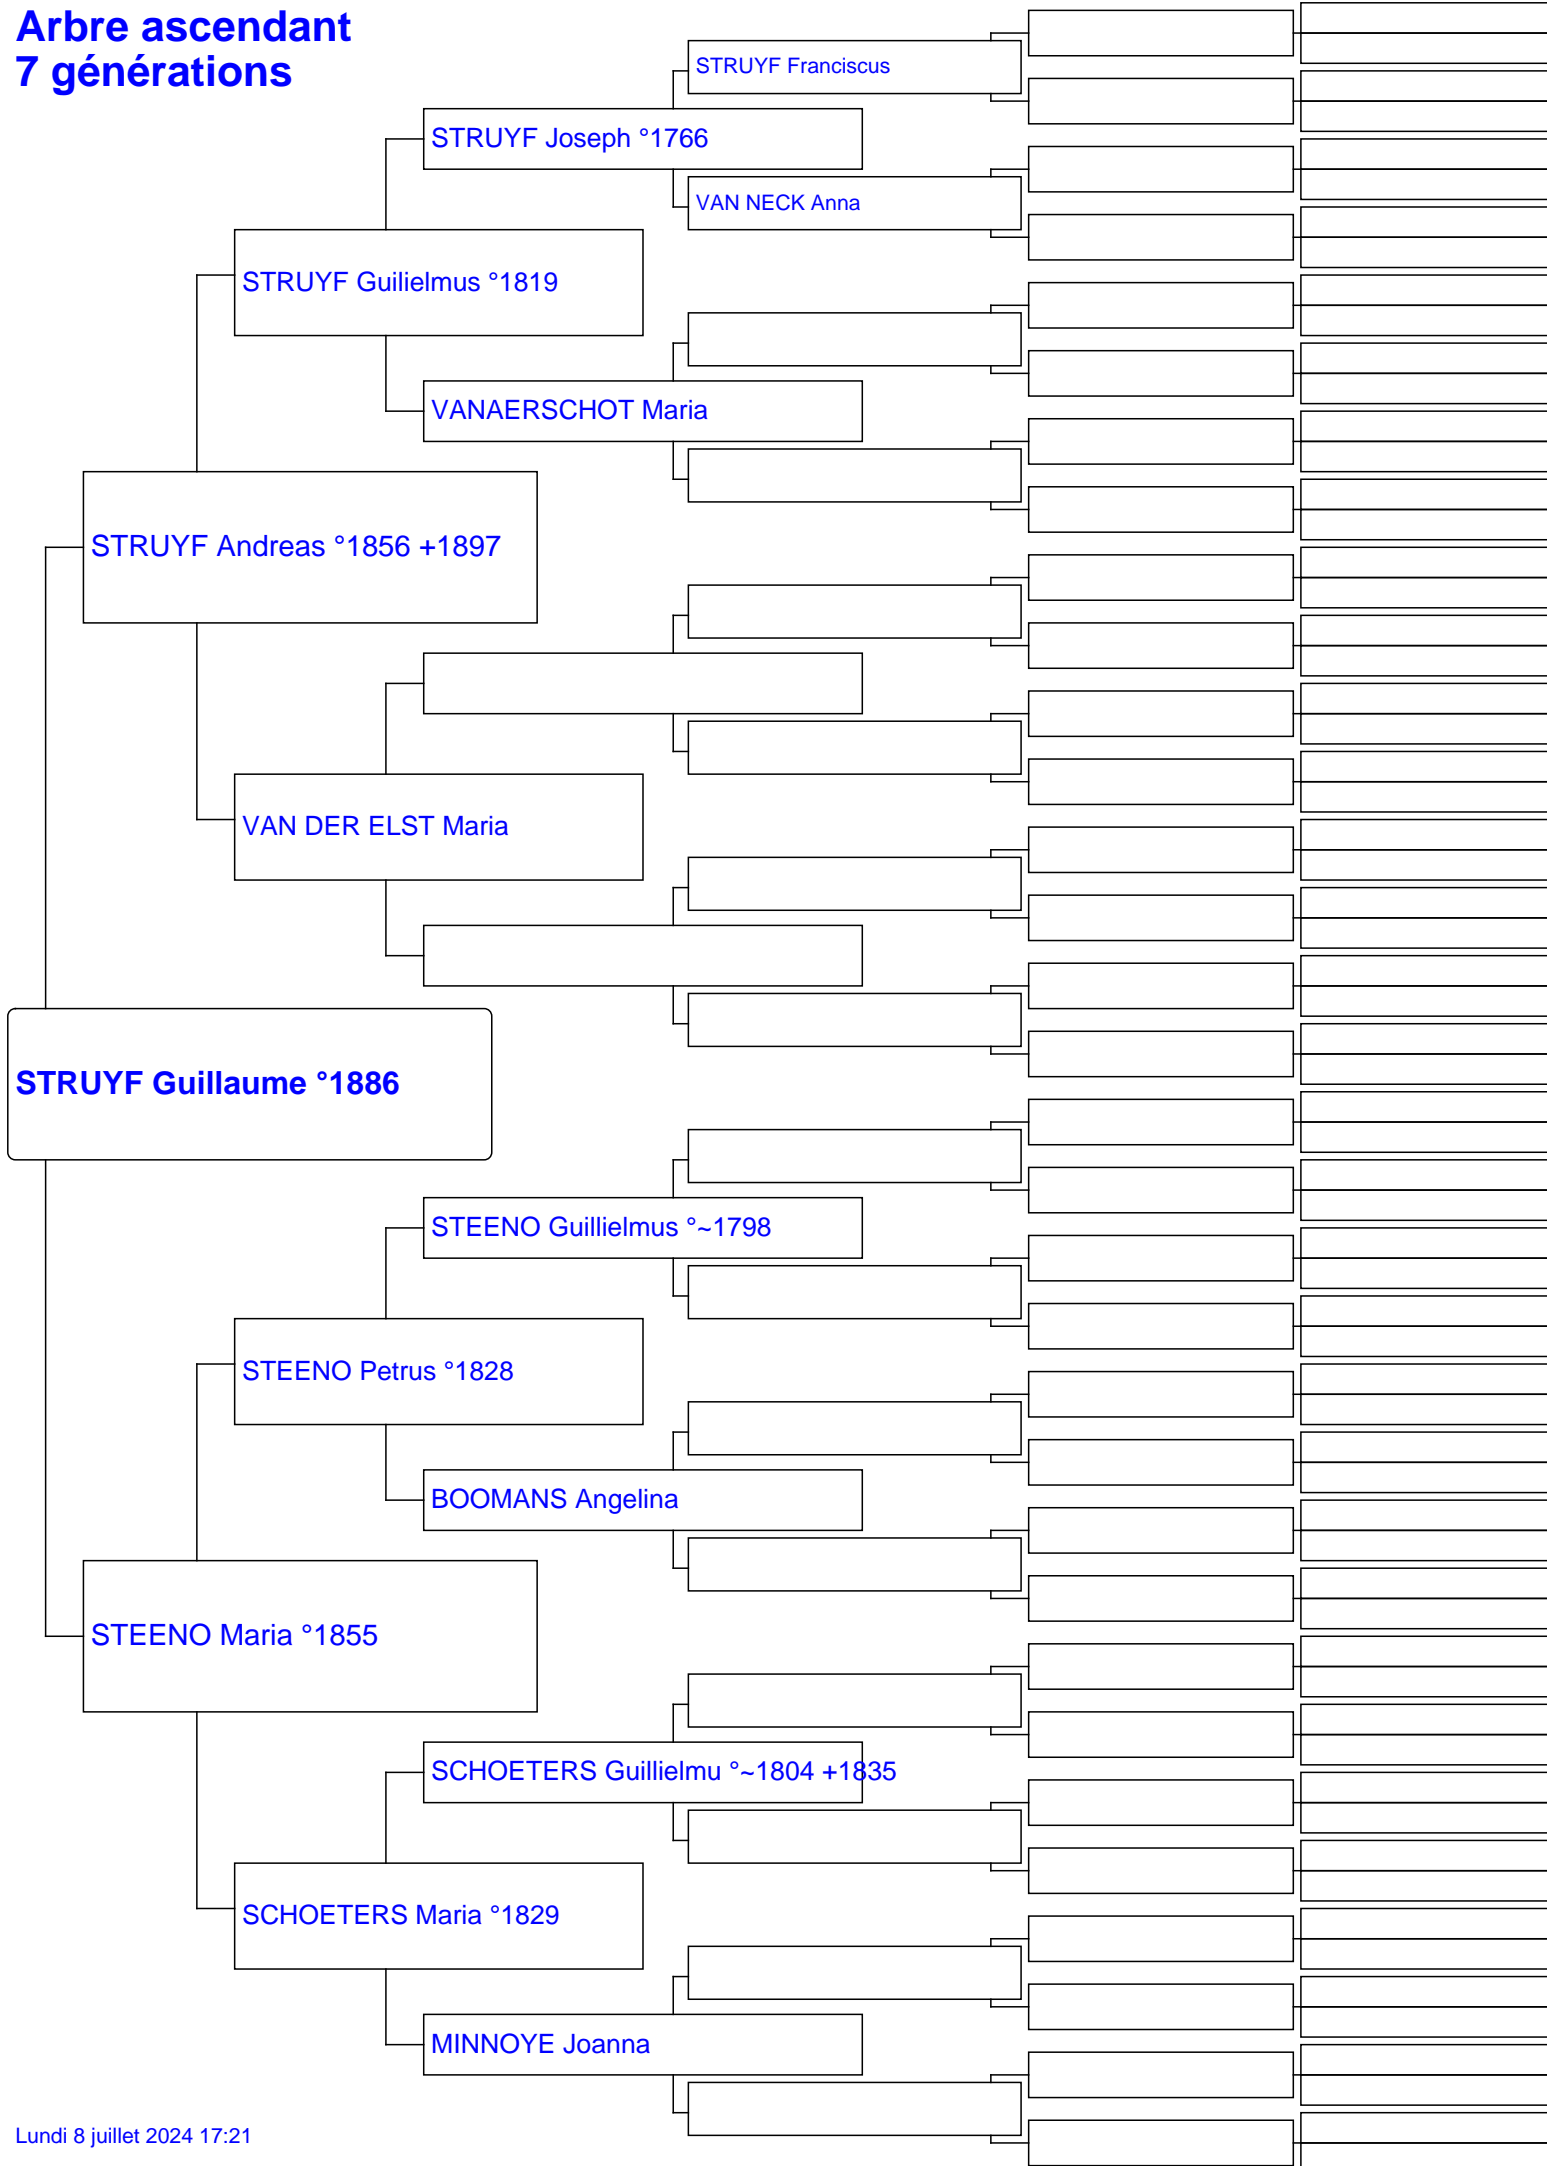 Arbre ascendant
7 générations
STRUYF Franciscus
STRUYF Joseph °1766
VAN NECK Anna
STRUYF Guilielmus °1819
VANAERSCHOT Maria
STRUYF Andreas °1856 +1897
VAN DER ELST Maria
STRUYF Guillaume °1886
STEENO Guillielmus °~1798
STEENO Petrus °1828
BOOMANS Angelina
STEENO Maria °1855
SCHOETERS Guillielmu °~1804 +1835
SCHOETERS Maria °1829
MINNOYE Joanna
Lundi 8 juillet 2024 17:21